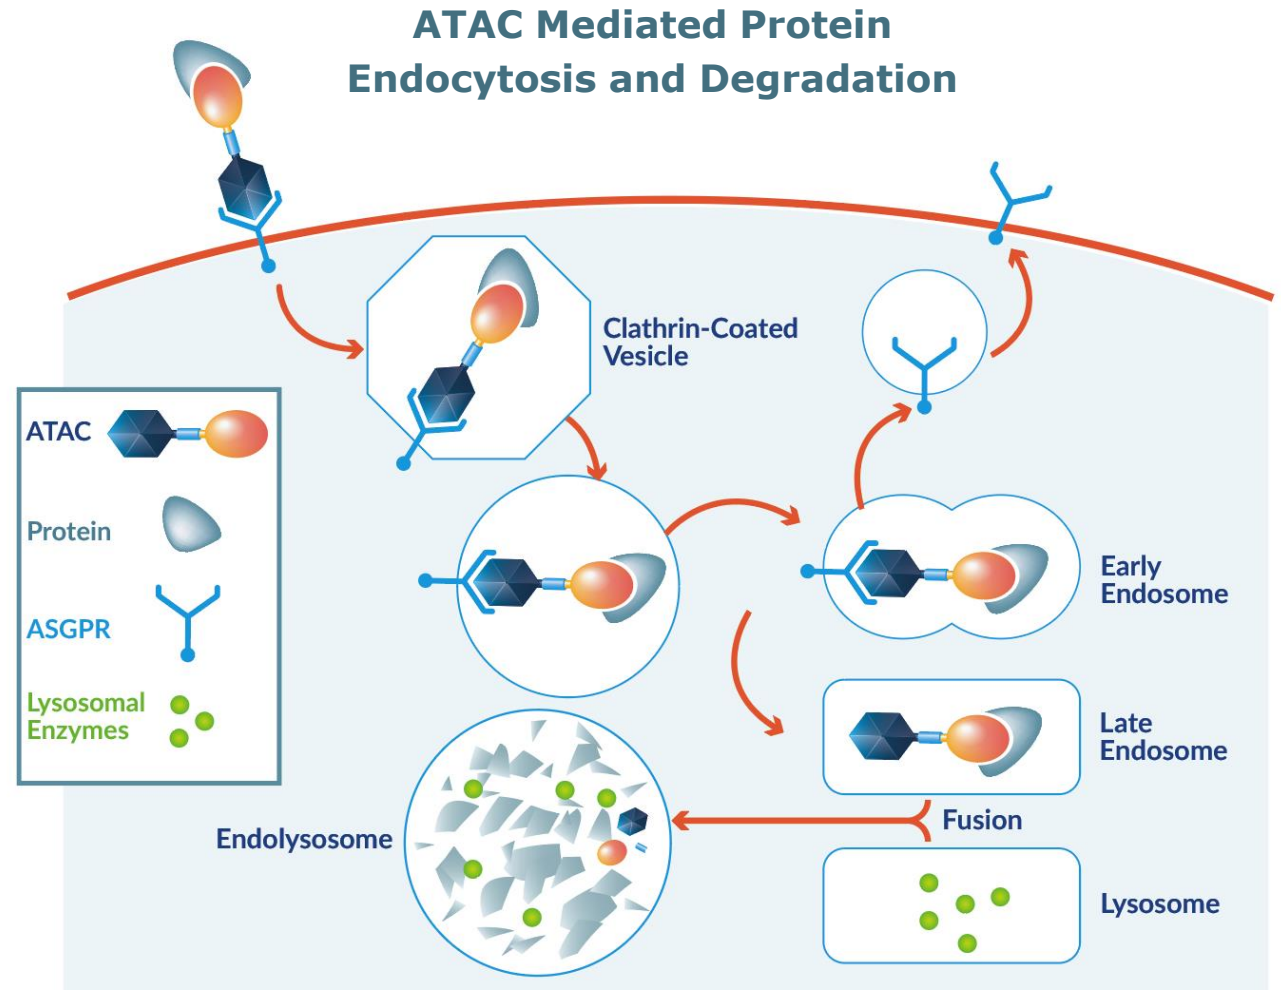 ATAC Mediated Protein
Endocytosis and Degradation
Clathrin-Coated
Vesicle
ATAC
Protein
ASGPR
Lysosomal
Enzymes
Early
Endosome
Late
Endosome
Fusion
Endolysosome
Lysosome